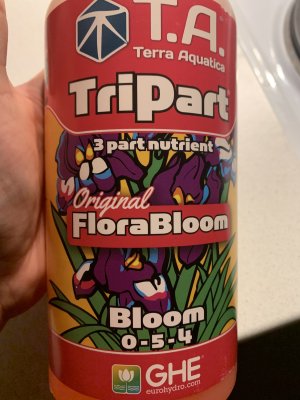 T.A.
Terra Aquatica
TriPart
3 part nutrient
Original
FloraBloom
Bloom
0-5-4
GHE
eurohydro.com